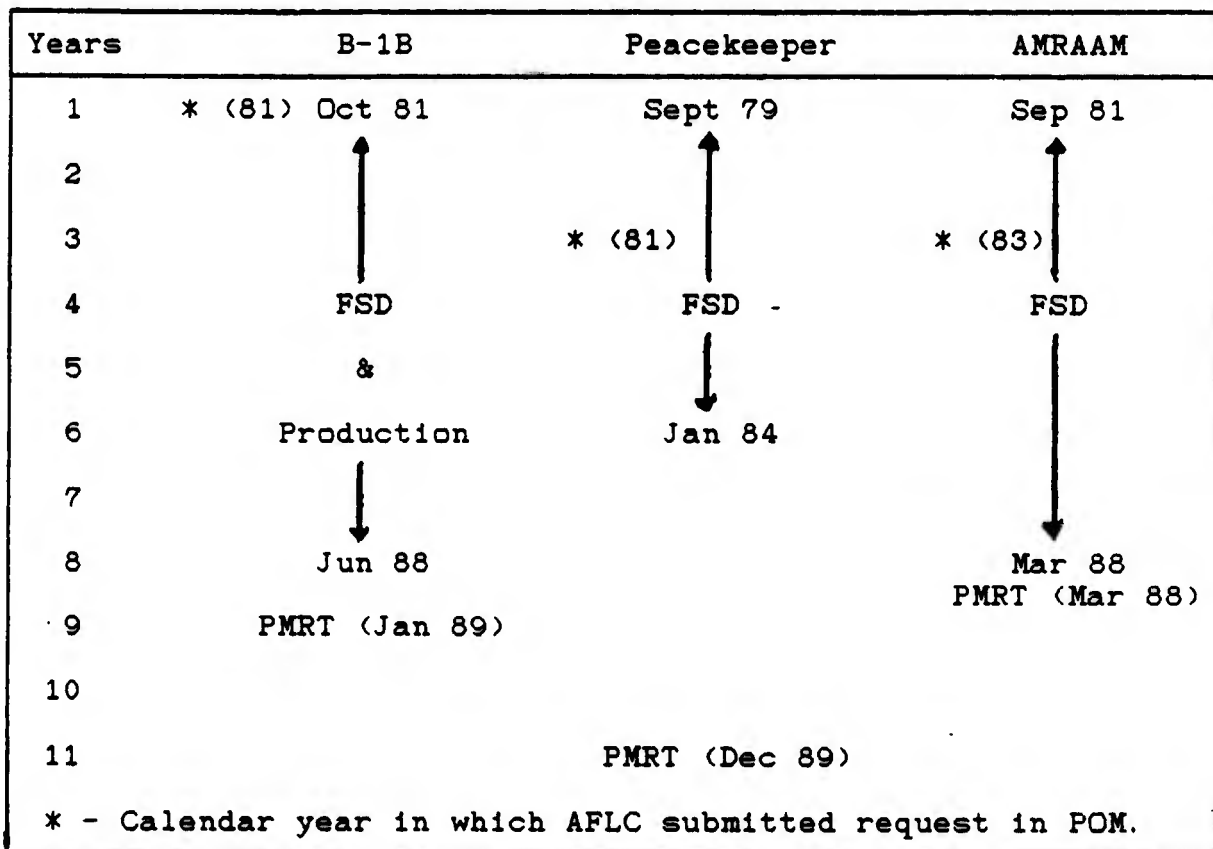 Years B-1B Peacekeeper AMRAAM
1 * (81) Oct 81 Sept 79 Sep 81
2
3 * (81) * (83)
4 FSD FSD - FSD
5 &
6 Production Jan 84
7
8 Jun 88 Mar 88
PMRT (Mar 88)
9 PMRT (Jan 89)
10
11 PMRT (Dec 89)
* - Calendar year in which AFLC submitted request in POM.